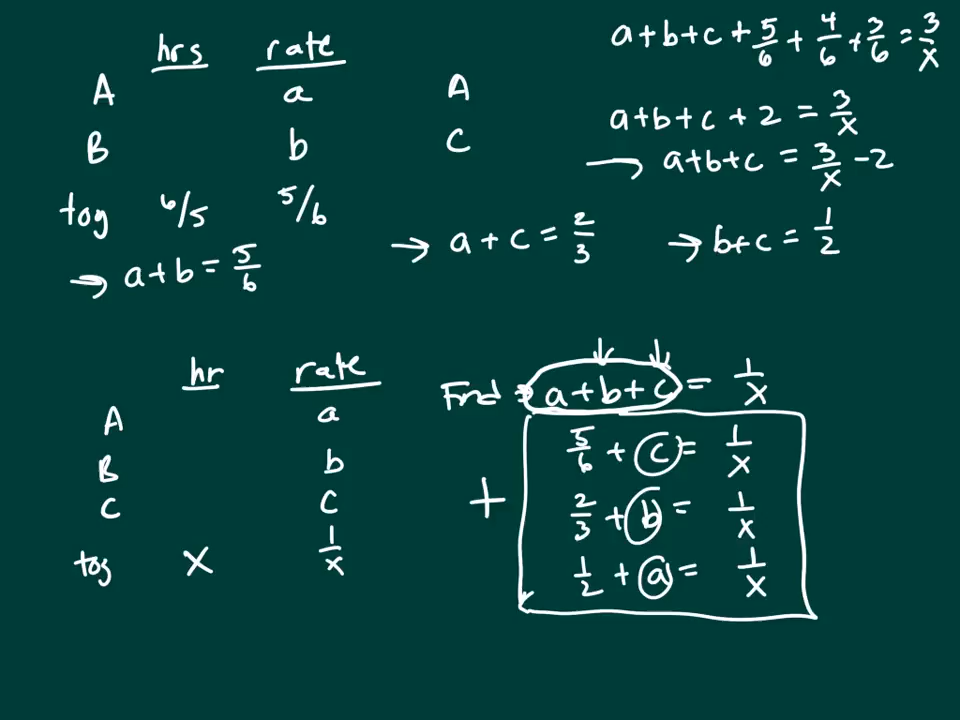 hrs rate
A a A
B b C
tog 6/5 5/6
→ a+b = 5/6
→ a + c = 2/3
a+b+c + 5/6 + 4/6 + 3/6 = 3/x
a+b+c + 2 = 3/x
→ a+b+c = 3/x - 2
→ b+c = 1/2
hr rate
A a
B b
C c
tog x 1/x
Find → a+b+c = 1/x
5/6 + c = 1/x
+ 2/3 + b = 1/x
1/2 + a = 1/x